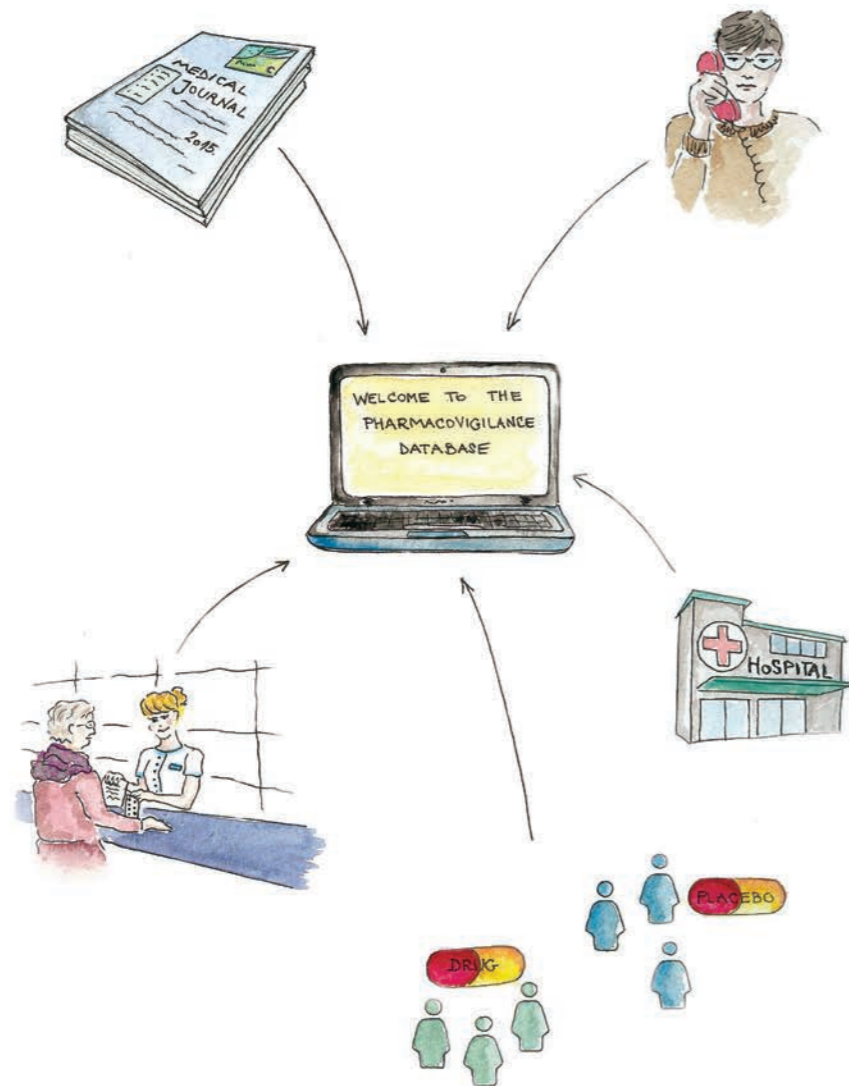 MEDICAL
JOURNAL
2015.
WELCOME TO THE
PHARMACOVIGILANCE
DATABASE
HOSPITAL
PLACEBO
DRUG